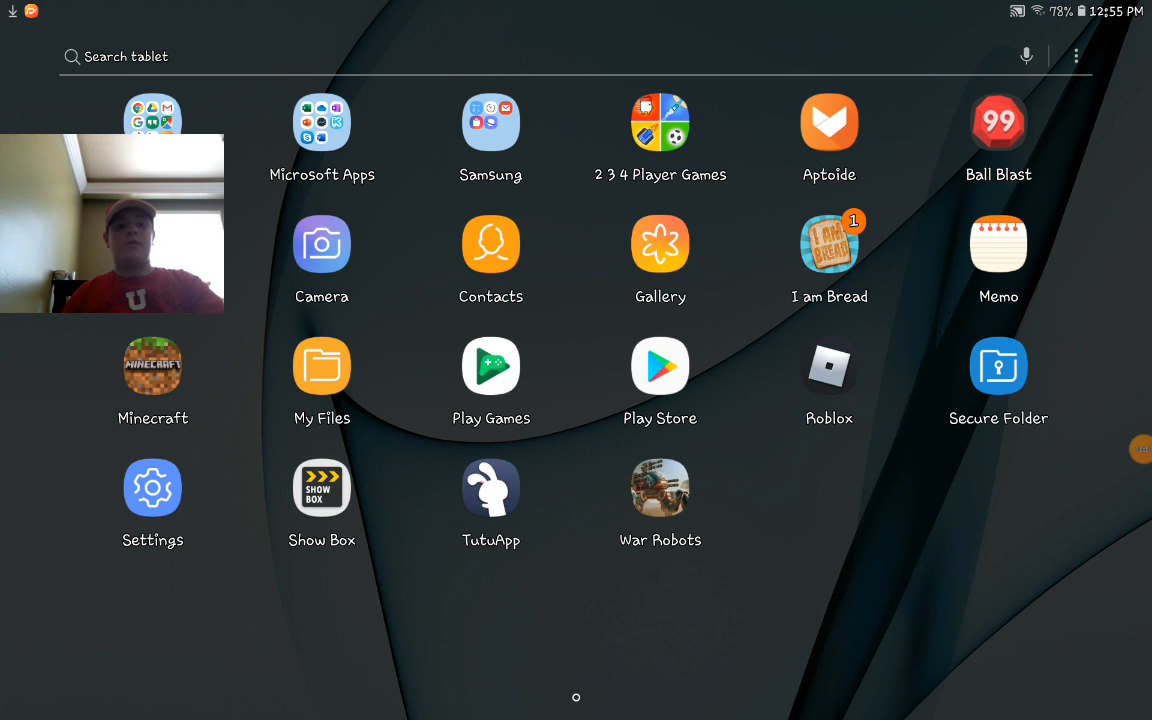 78% 12:55 PM
Search tablet
99
Microsoft Apps
Samsung
2 3 4 Player Games
Aptoide
Ball Blast
I AM BREAD
1
Camera
Contacts
Gallery
I am Bread
Memo
U
MINECRAFT
Minecraft
My Files
Play Games
Play Store
Roblox
Secure Folder
SHOW
BOX
Settings
Show Box
TutuApp
War Robots